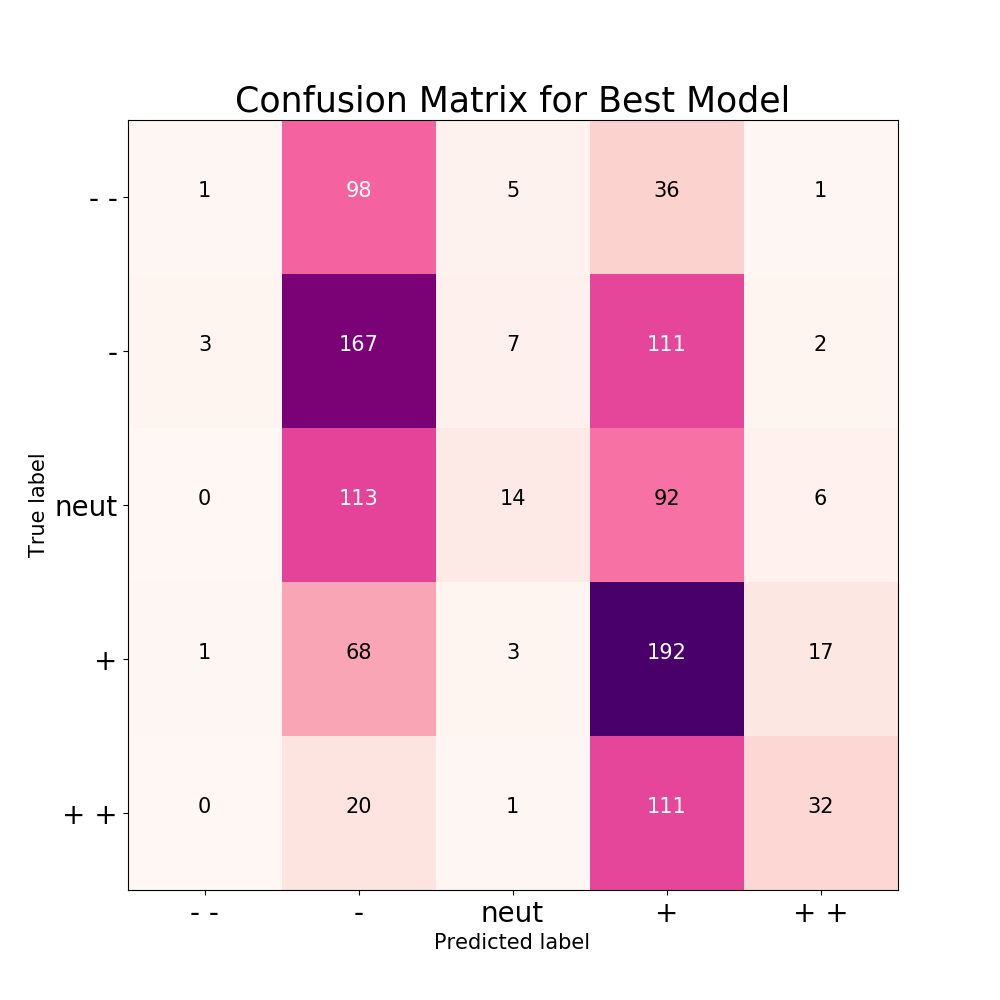 Confusion Matrix for Best Model
- - 1 98 5 36 1
- 3 167 7 111 2
neut 0 113 14 92 6
+ 1 68 3 192 17
+ + 0 20 1 111 32
- - - neut + + +
Predicted label
True label